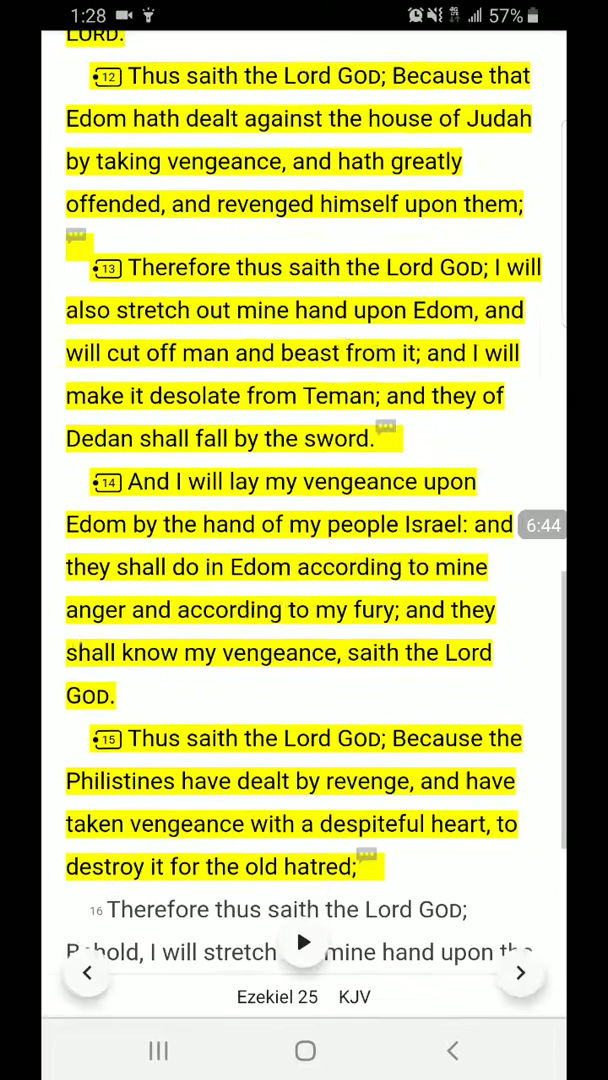 1:28 57%
LORD.
12 Thus saith the Lord GOD; Because that
Edom hath dealt against the house of Judah
by taking vengeance, and hath greatly
offended, and revenged himself upon them;
13 Therefore thus saith the Lord GOD; I will
also stretch out mine hand upon Edom, and
will cut off man and beast from it; and I will
make it desolate from Teman; and they of
Dedan shall fall by the sword.
14 And I will lay my vengeance upon
Edom by the hand of my people Israel: and
6:44
they shall do in Edom according to mine
anger and according to my fury; and they
shall know my vengeance, saith the Lord
GOD.
15 Thus saith the Lord GOD; Because the
Philistines have dealt by revenge, and have
taken vengeance with a despiteful heart, to
destroy it for the old hatred;
16 Therefore thus saith the Lord GOD;
I will stretch mine hand upon
Ezekiel 25 KJV